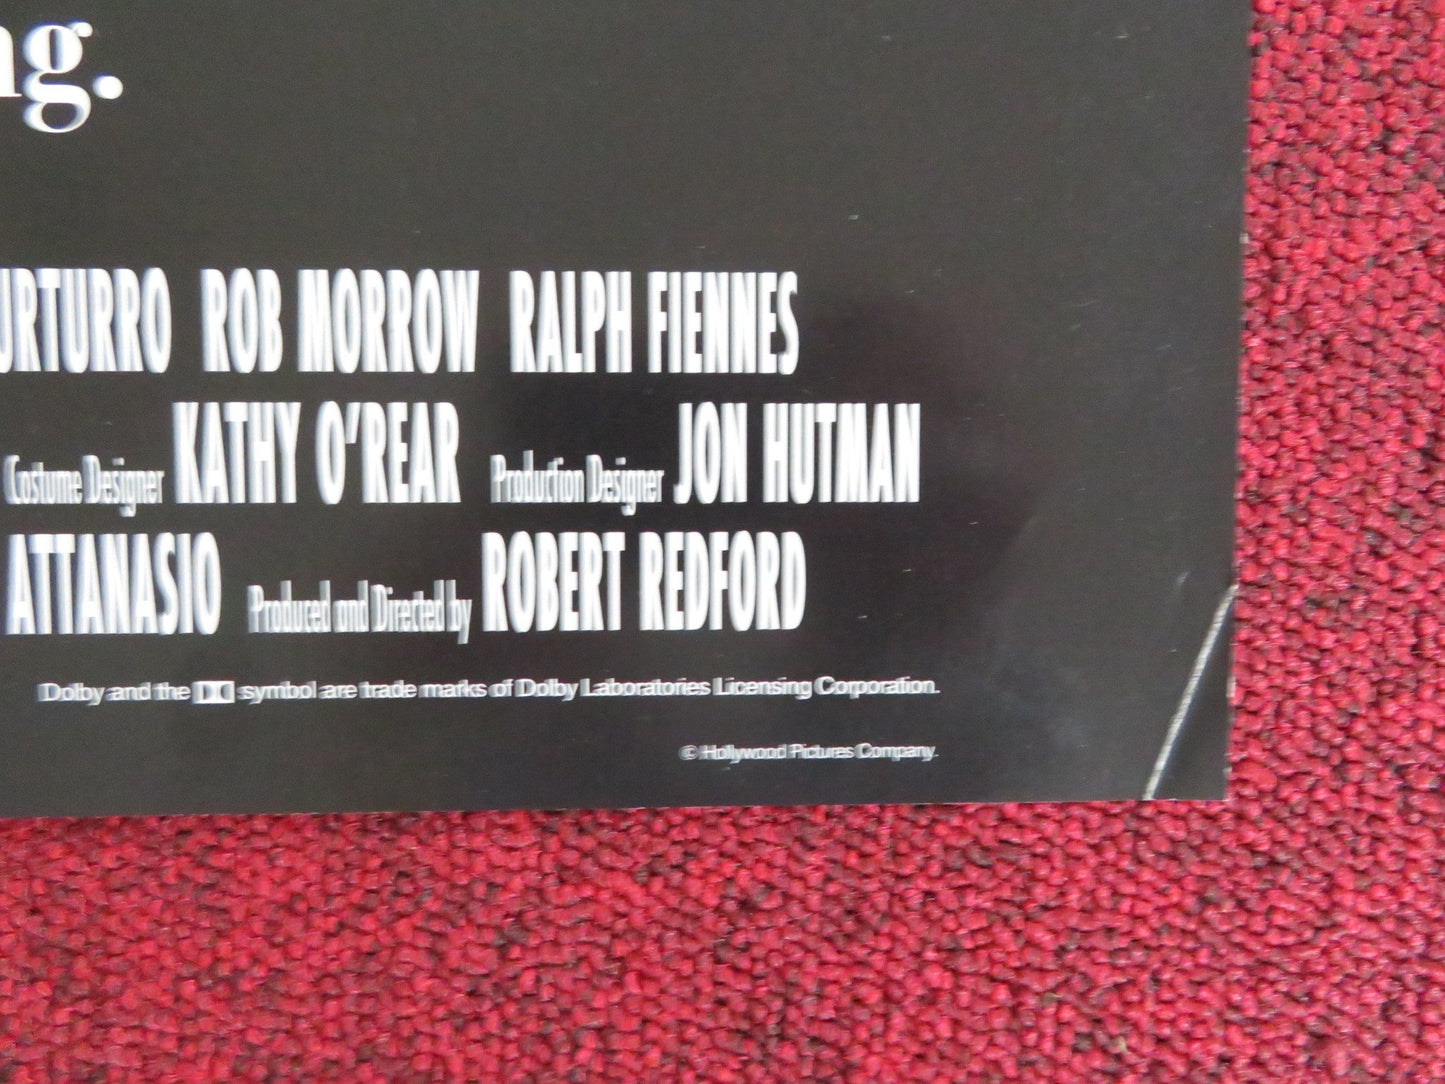 ng.
URTURRO ROB MORROW RALPH FIENNES
Costume Designer KATHY O'REAR Production Designer JON HUTMAN
ATTANASIO Produced and Directed by ROBERT REDFORD
Dolby and the symbol are trade marks of Dolby Laboratories Licensing Corporation.
© Hollywood Pictures Company.